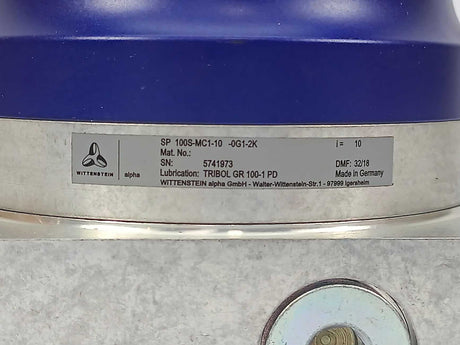 SP 100S-MC1-10 -0G1-2K i = 10
Mat. No.:
SN: 5741973 DMF: 32/18
WITTENSTEIN alpha Lubrication: TRIBOL GR 100-1 PD Made in Germany
WITTENSTEIN alpha GmbH - Walter-Wittenstein-Str.1 - 97999 Igersheim